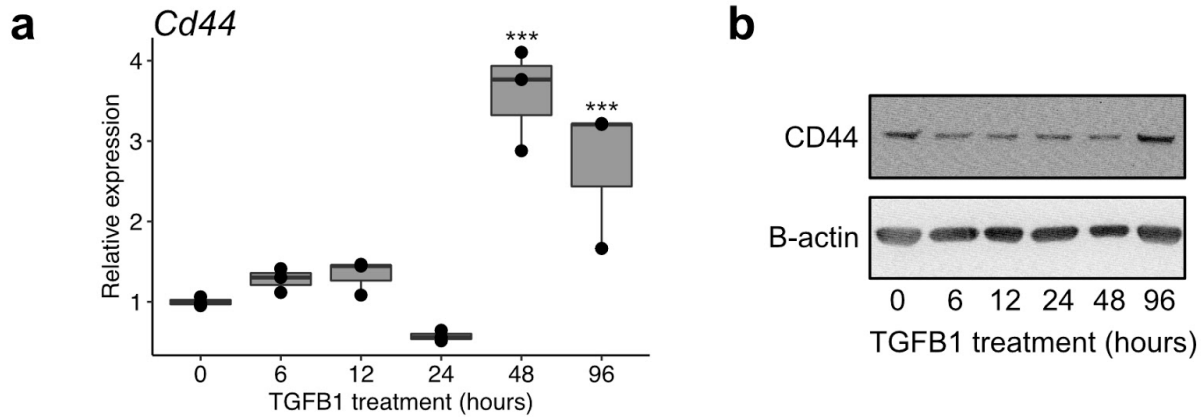 a
Cd44
***
***
4
3
2
1
Relative expression
0 6 12 24 48 96
TGFB1 treatment (hours)
b
CD44
B-actin
0 6 12 24 48 96
TGFB1 treatment (hours)